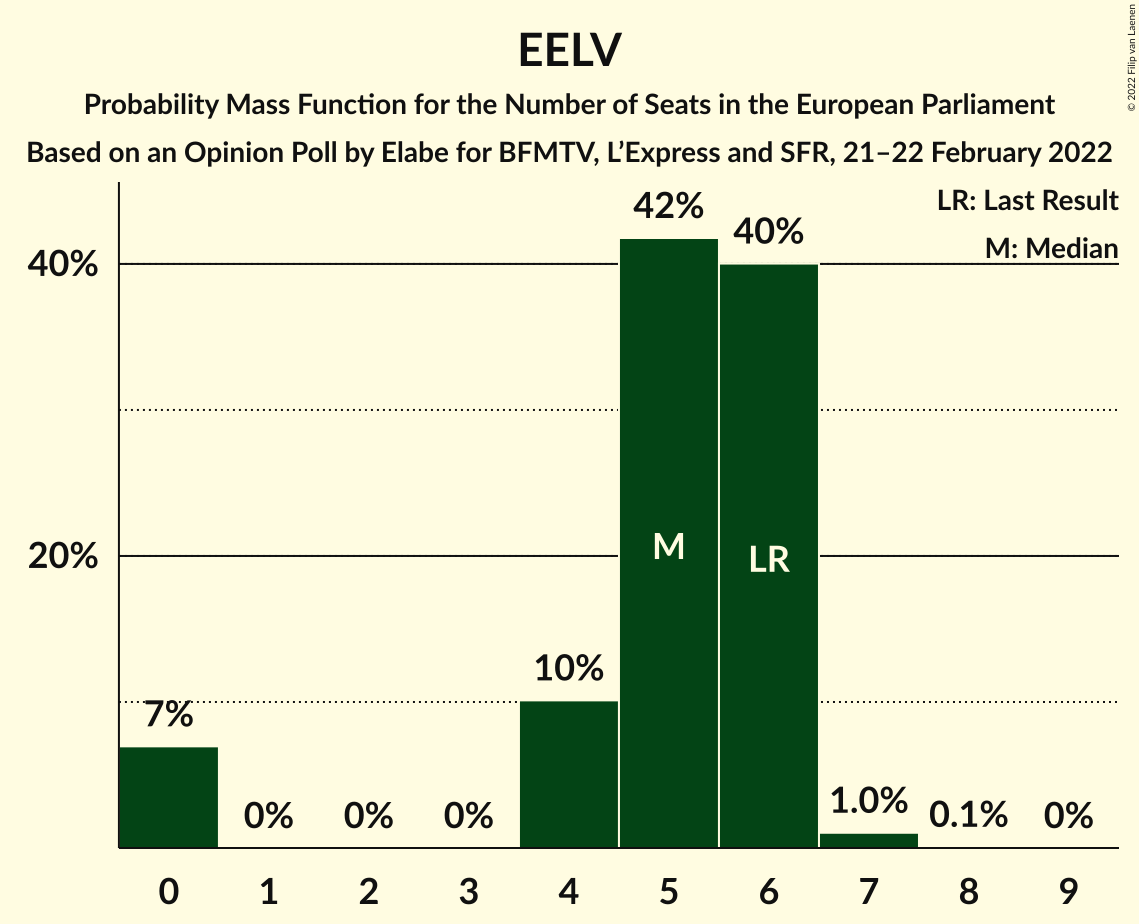 EELV
Probability Mass Function for the Number of Seats in the European Parliament
Based on an Opinion Poll by Elabe for BFMTV, L’Express and SFR, 21–22 February 2022
© 2022 Filip van Laenen
LR: Last Result
M: Median
40%
20%
7%
0%
0%
0%
10%
42%
40%
1.0%
0.1%
0%
M
LR
0 1 2 3 4 5 6 7 8 9